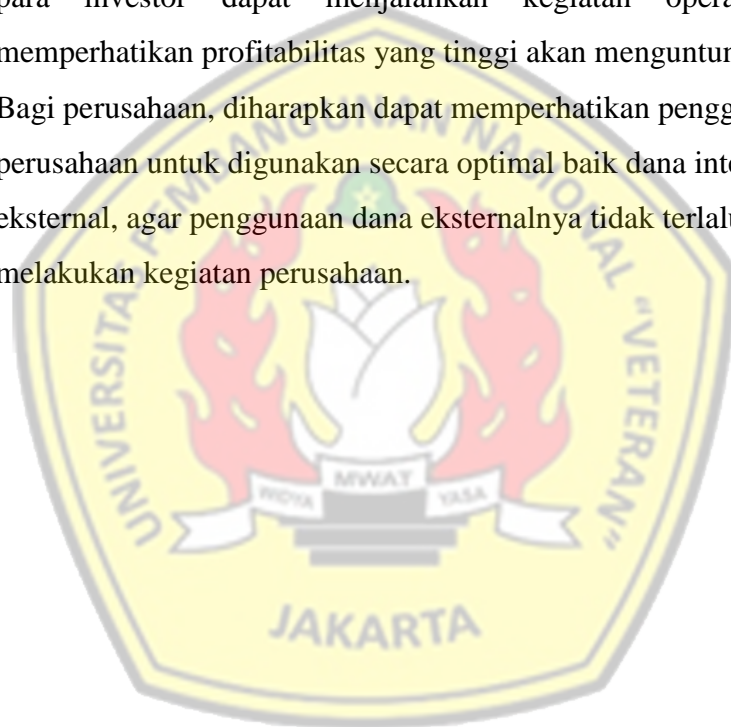 para investor dapat menjalankan kegiatan opera
memperhatikan profitabilitas yang tinggi akan menguntun
Bagi perusahaan, diharapkan dapat memperhatikan pengg
perusahaan untuk digunakan secara optimal baik dana inte
eksternal, agar penggunaan dana eksternalnya tidak terlalu
melakukan kegiatan perusahaan.
UNIVERSITAS PEMBANGUNAN NASIONAL "VETERAN"
WIDYA MWAT YASA
JAKARTA